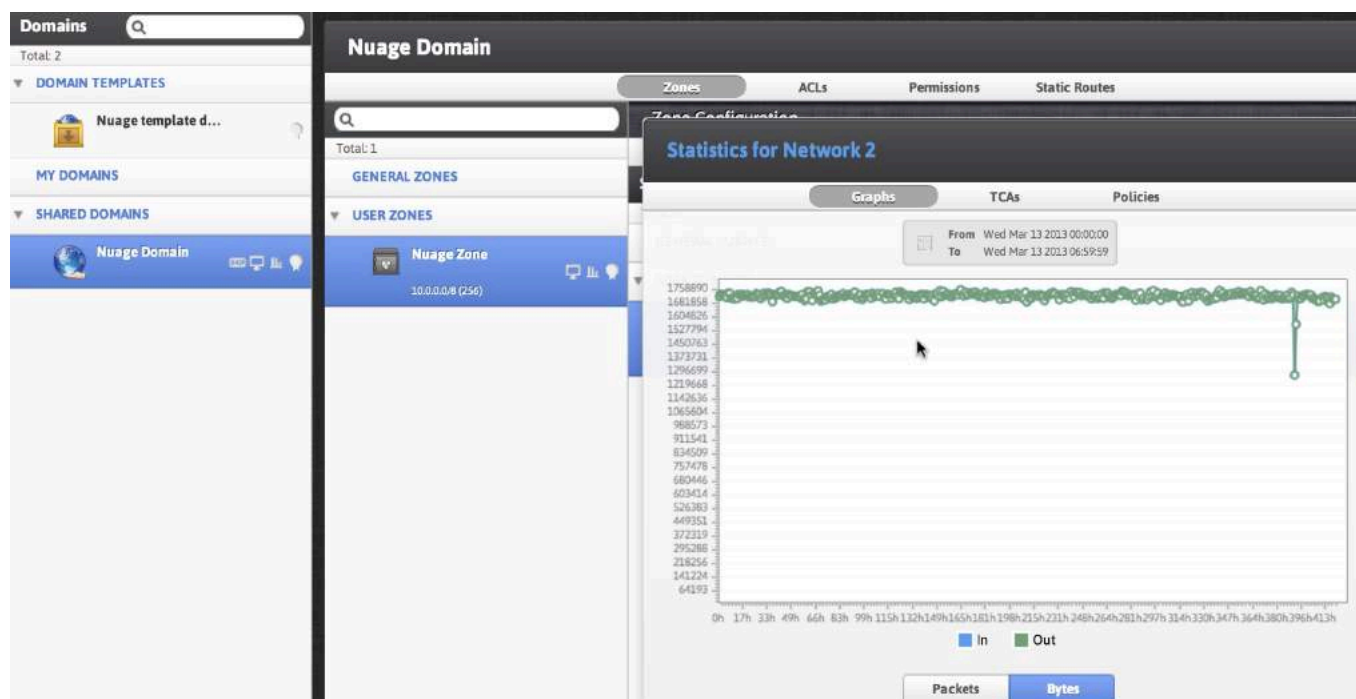 Domains
Total: 2
DOMAIN TEMPLATES
Nuage template d...
MY DOMAINS
SHARED DOMAINS
Nuage Domain
Nuage Domain
Zones ACLs Permissions Static Routes
Total: 1
GENERAL ZONES
USER ZONES
Nuage Zone
10.0.0.0/8 (256)
Zone Configuration
Statistics for Network 2
Graphs TCAs Policies
From Wed Mar 13 2013 00:00:00
To Wed Mar 13 2013 06:59:59
1758890
1681858
1604826
1527794
1450763
1373731
1296699
1219668
1142636
1065604
988573
911541
834509
757478
680446
603414
526383
449351
372319
295288
218256
141224
64193
0h 17h 33h 49h 66h 83h 99h 115h 132h 149h 165h 181h 198h 215h 231h 248h 264h 281h 297h 314h 330h 347h 364h 380h 396h 413h
In Out
Packets Bytes